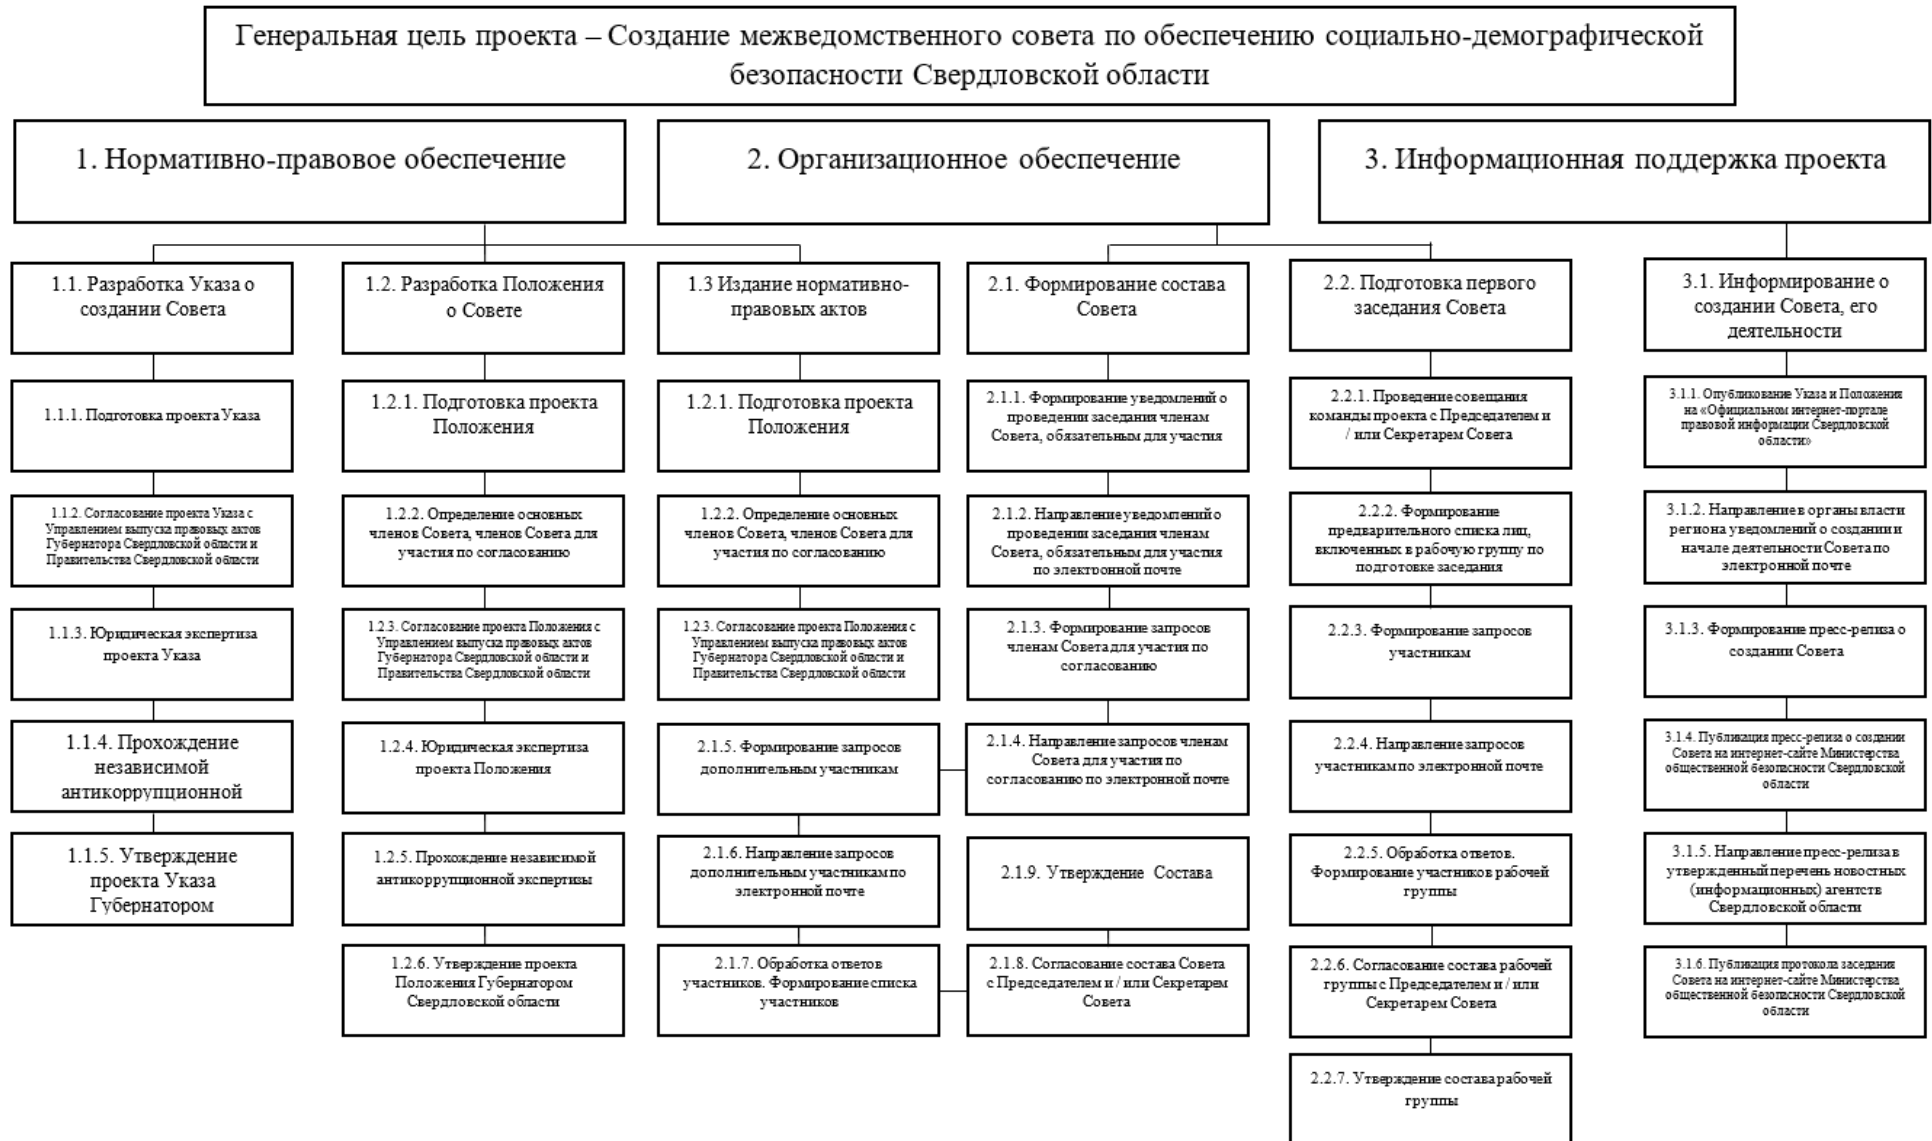 Генеральная цель проекта – Создание межведомственного совета по обеспечению социально-демографической
безопасности Свердловской области
1. Нормативно-правовое обеспечение
2. Организационное обеспечение
3. Информационная поддержка проекта
1.1. Разработка Указа о
создании Совета
1.2. Разработка Положения
о Совете
1.3 Издание нормативно-
правовых актов
2.1. Формирование состава
Совета
2.2. Подготовка первого
заседания Совета
3.1. Информирование о
создании Совета, его
деятельности
1.1.1. Подготовка проекта Указа
1.2.1. Подготовка проекта
Положения
1.2.1. Подготовка проекта
Положения
2.1.1. Формирование уведомлений о
проведении заседания членам
Совета, обязательным для участия
2.2.1. Проведение совещания
команды проекта с Председателем и
/ или Секретарем Совета
3.1.1. Опубликование Указа и Положения
на «Официальном интернет-портале
правовой информации Свердловской
области»
1.1.2. Согласование проекта Указа с
Управлением выпуска правовых актов
Губернатора Свердловской области и
Правительства Свердловской области
1.2.2. Определение основных
членов Совета, членов Совета для
участия по согласованию
1.2.2. Определение основных
членов Совета, членов Совета для
участия по согласованию
2.1.2. Направление уведомлений о
проведении заседания членам
Совета, обязательным для участия
по электронной почте
2.2.2. Формирование
предварительного списка лиц,
включенных в рабочую группу по
подготовке заседания
3.1.2. Направление в органы власти
региона уведомлений о создании и
начале деятельности Совета по
электронной почте
1.1.3. Юридическая экспертиза
проекта Указа
1.2.3. Согласование проекта Положения с
Управлением выпуска правовых актов
Губернатора Свердловской области и
Правительства Свердловской области
1.2.3. Согласование проекта Положения с
Управлением выпуска правовых актов
Губернатора Свердловской области и
Правительства Свердловской области
2.1.3. Формирование запросов
членам Совета для участия по
согласованию
2.2.3. Формирование запросов
участникам
3.1.3. Формирование пресс-релиза о
создании Совета
1.1.4. Прохождение
независимой
антикоррупционной
1.2.4. Юридическая экспертиза
проекта Положения
2.1.5. Формирование запросов
дополнительным участникам
2.1.4. Направление запросов членам
Совета для участия по
согласованию по электронной почте
2.2.4. Направление запросов
участникам по электронной почте
3.1.4. Публикация пресс-релиза о создании
Совета на интернет-сайте Министерства
общественной безопасности Свердловской
области
1.1.5. Утверждение
проекта Указа
Губернатором
1.2.5. Прохождение независимой
антикоррупционной экспертизы
2.1.6. Направление запросов
дополнительным участникам по
электронной почте
2.1.9. Утверждение Состава
2.2.5. Обработка ответов.
Формирование участников рабочей
группы
3.1.5. Направление пресс-релиза в
утвержденный перечень новостных
(информационных) агентств
Свердловской области
1.2.6. Утверждение проекта
Положения Губернатором
Свердловской области
2.1.7. Обработка ответов
участников. Формирование списка
участников
2.1.8. Согласование состава Совета
с Председателем и / или Секретарем
Совета
2.2.6. Согласование состава рабочей
группы с Председателем и / или
Секретарем Совета
3.1.6. Публикация протокола заседания
Совета на интернет-сайте Министерства
общественной безопасности Свердловской
области
2.2.7. Утверждение состава рабочей
группы